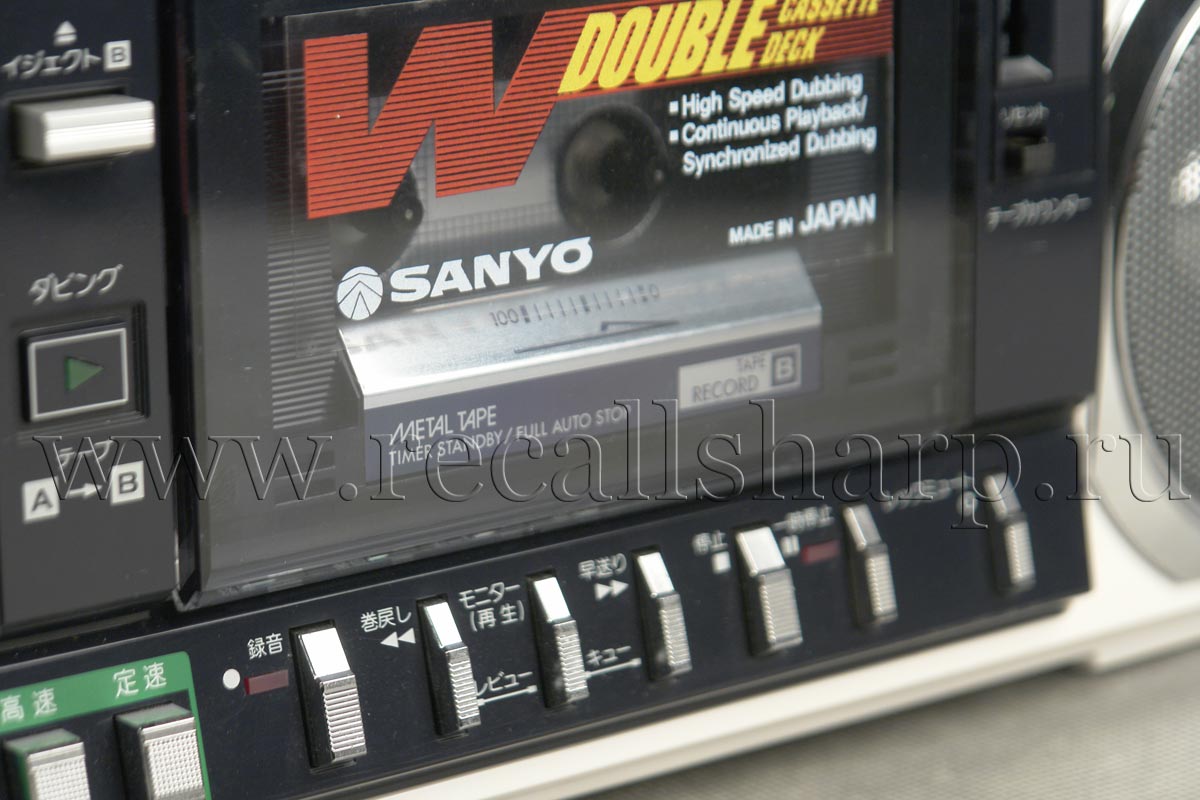 イジェクト B
W DOUBLE CASSETTE DECK
▪High Speed Dubbing
▪Continuous Playback/
Synchronized Dubbing
MADE IN JAPAN
リセット
テープカウンター
SANYO
100 0
ダビング
テープ
A→B
METAL TAPE
TIMER STANDBY/FULL AUTO STOP
TAPE B
RECORD
www.recallsharp.ru
高速 定速
録音
巻戻し
モニター
(再生)
レビュー
キュー
早送り
停止
一時停止